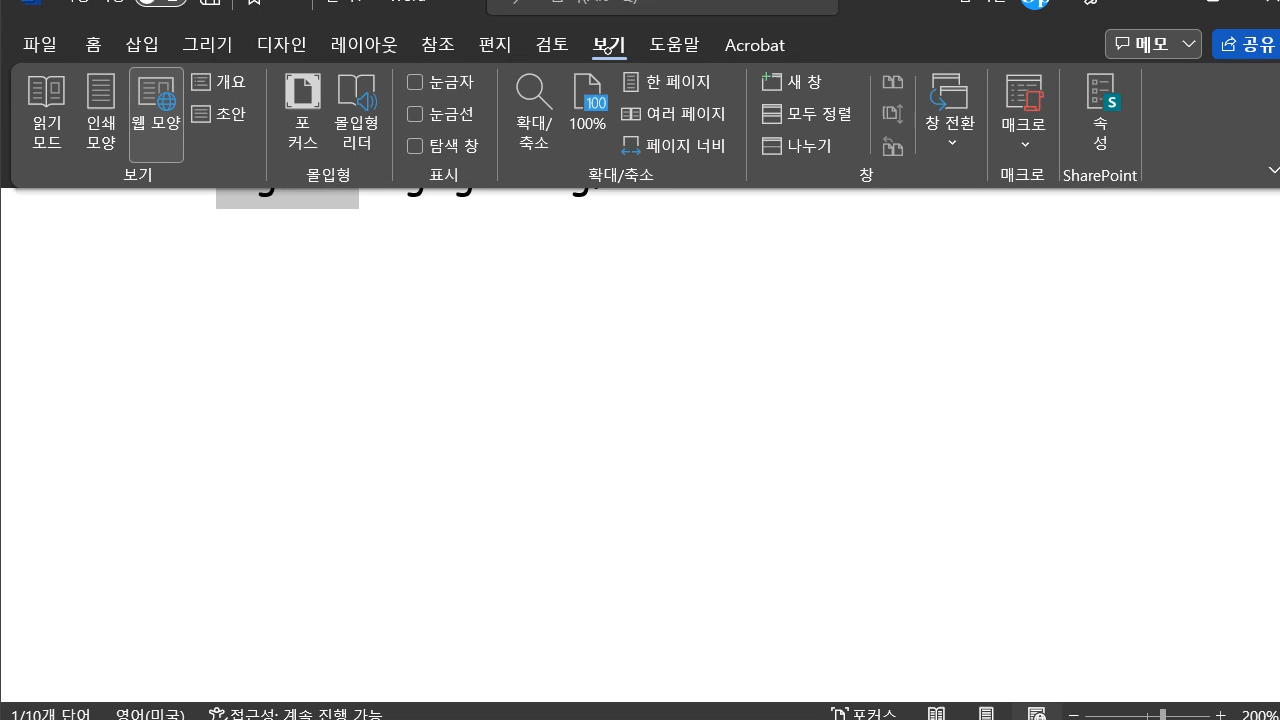 파일 홈 삽입 그리기 디자인 레이아웃 참조 편지 검토 보기 도움말 Acrobat 메모 공유
읽기 모드
인쇄 모양
웹 모양
개요
초안
보기
포커스
몰입형 리더
몰입형
눈금자
눈금선
탐색 창
표시
확대/축소
100
100%
한 페이지
여러 페이지
페이지 너비
확대/축소
새 창
모두 정렬
나누기
창 전환
창
매크로
매크로
S
속성
SharePoint
1/10개 단어 영어(미국) 접근성: 계속 진행 가능 포커스 200%